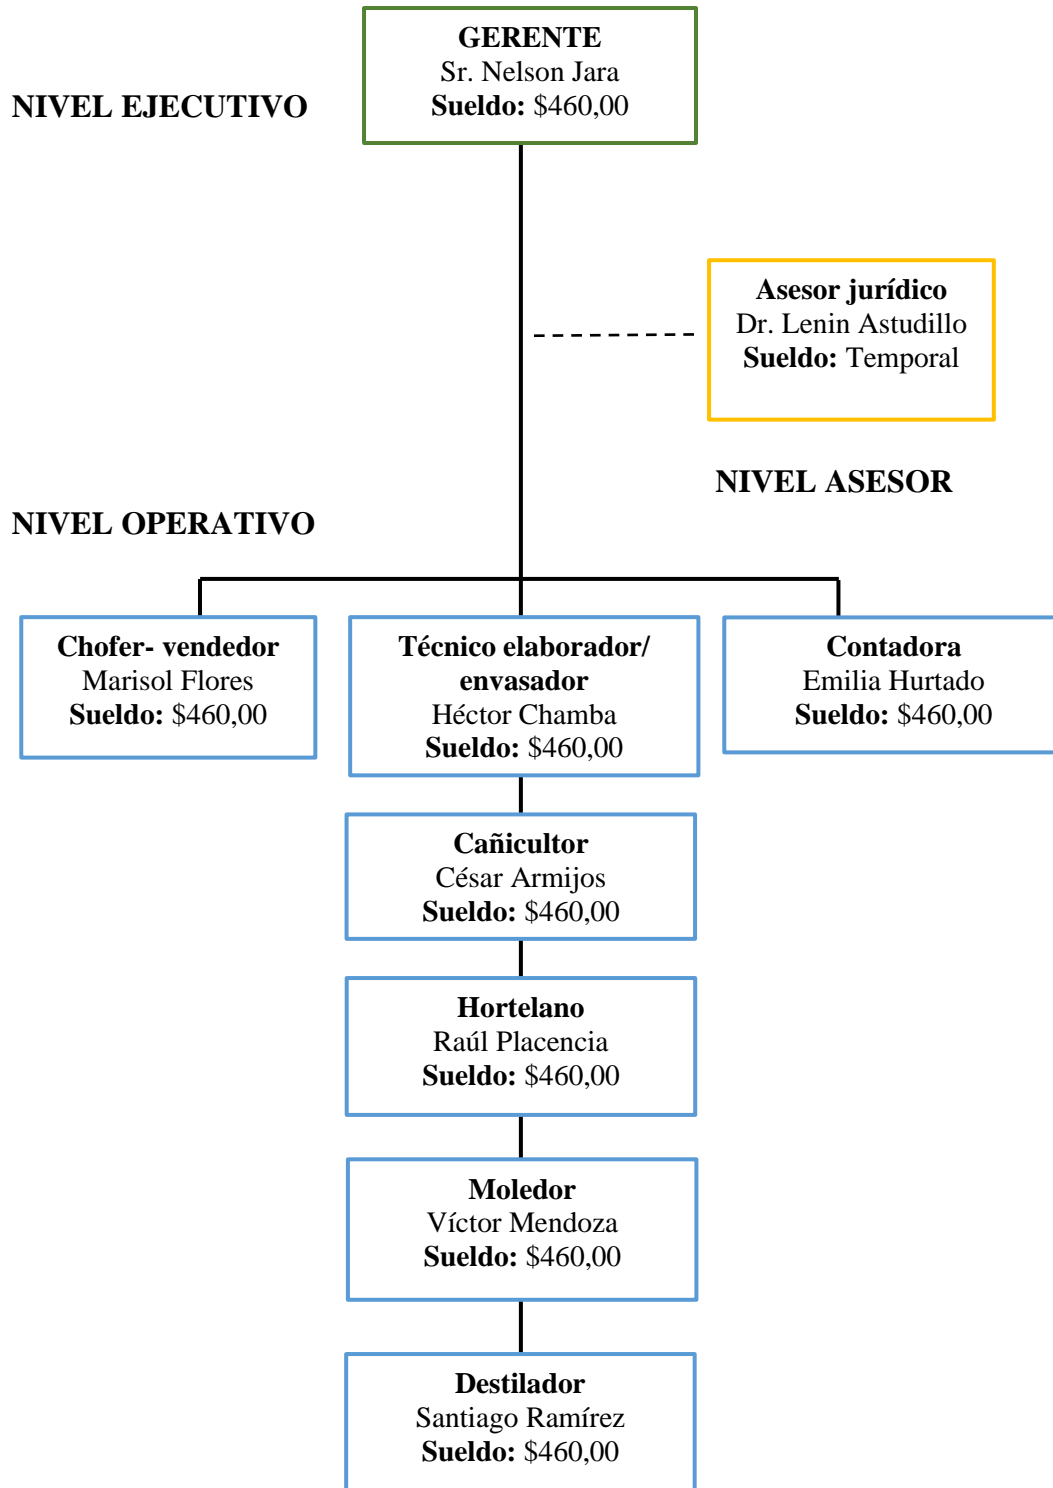 GERENTE
Sr. Nelson Jara
Sueldo: $460,00
NIVEL EJECUTIVO
Asesor jurídico
Dr. Lenin Astudillo
Sueldo: Temporal
NIVEL ASESOR
NIVEL OPERATIVO
Chofer- vendedor
Marisol Flores
Sueldo: $460,00
Técnico elaborador/
envasador
Héctor Chamba
Sueldo: $460,00
Contadora
Emilia Hurtado
Sueldo: $460,00
Cañicultor
César Armijos
Sueldo: $460,00
Hortelano
Raúl Placencia
Sueldo: $460,00
Moledor
Víctor Mendoza
Sueldo: $460,00
Destilador
Santiago Ramírez
Sueldo: $460,00